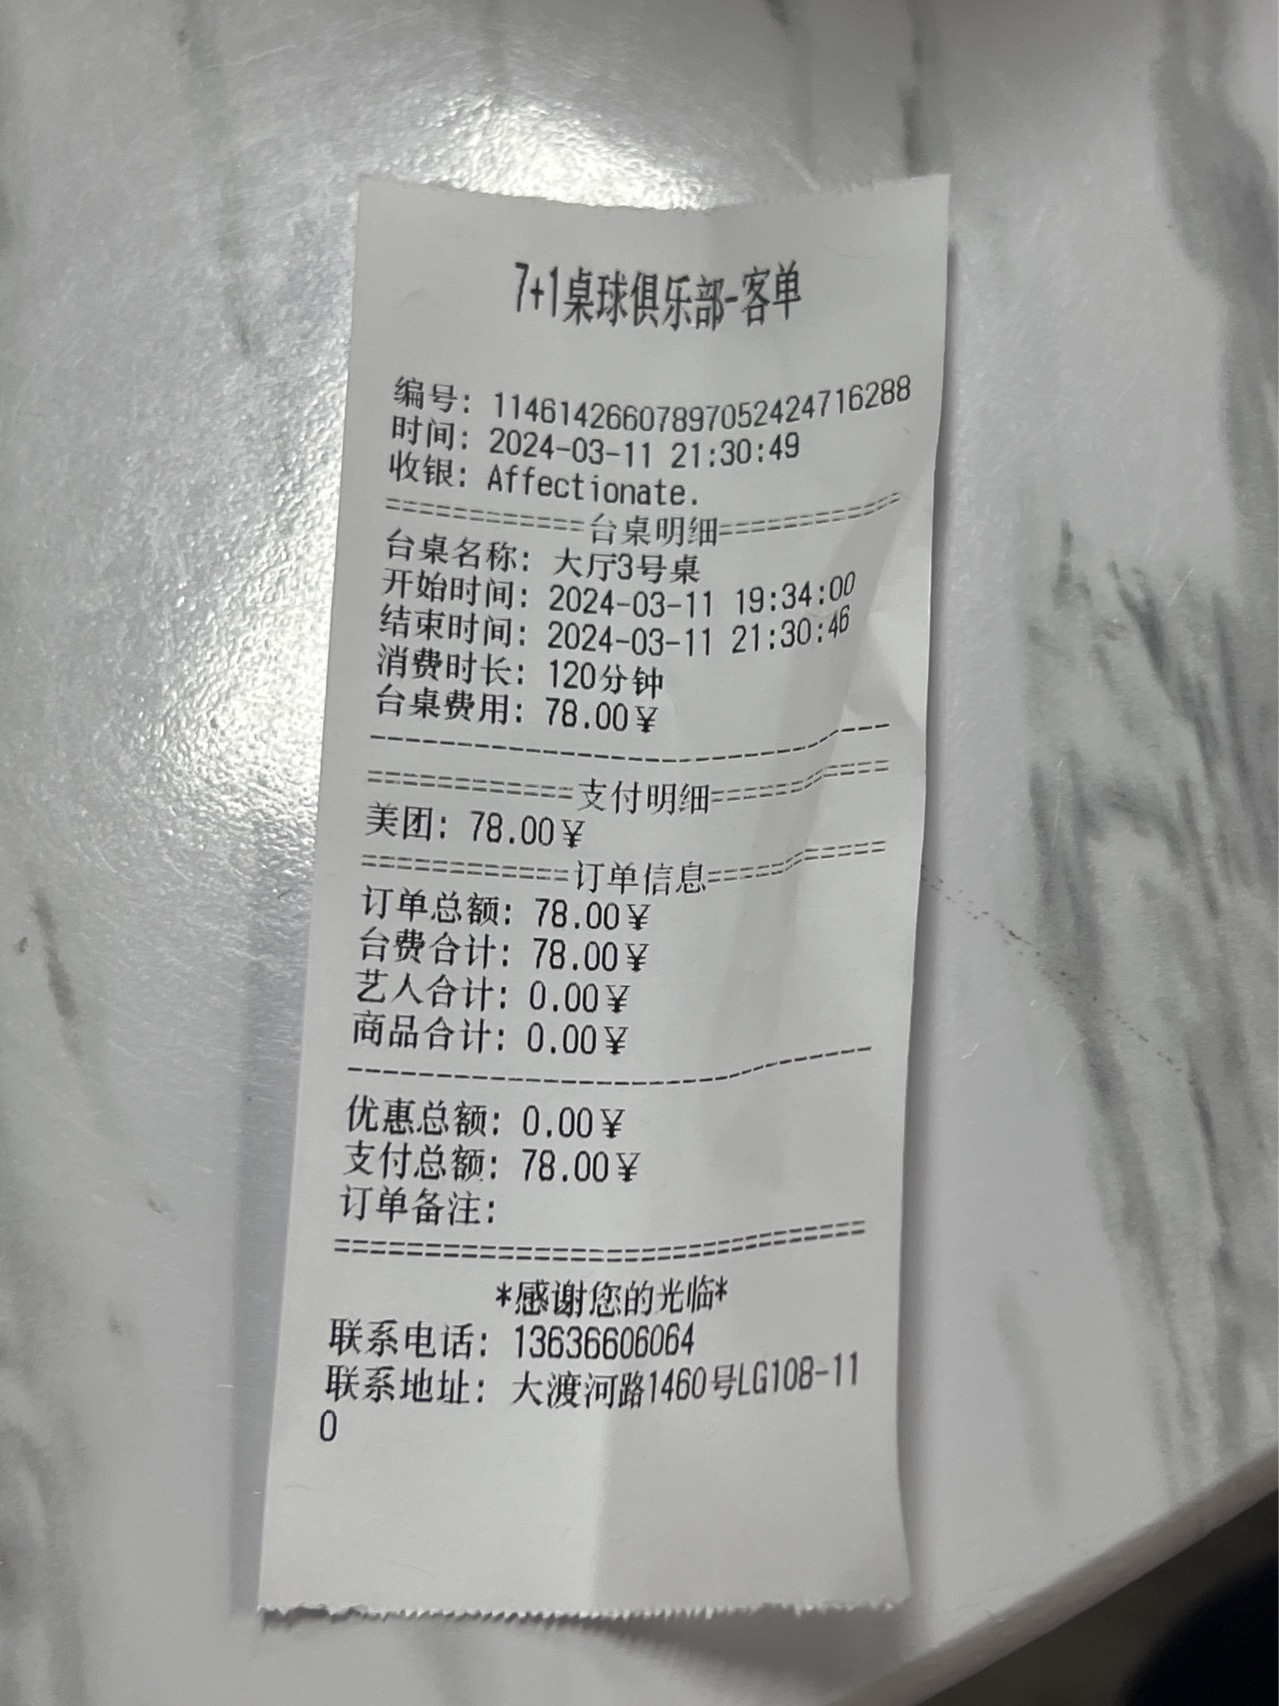 7+1桌球俱乐部-客单
编号: 1146142660789705242471​6288
时间: 2024-03-11 21:30:49
收银: Affectionate.
===========台桌明细===========
台桌名称: 大厅3号桌
开始时间: 2024-03-11 19:34:00
结束时间: 2024-03-11 21:30:46
消费时长: 120分钟
台桌费用: 78.00¥
--------------------------------
===========支付明细===========
美团: 78.00¥
===========订单信息===========
订单总额: 78.00¥
台费合计: 78.00¥
艺人合计: 0.00¥
商品合计: 0.00¥
--------------------------------
优惠总额: 0.00¥
支付总额: 78.00¥
订单备注:
==============================
*感谢您的光临*
联系电话: 13636606064
联系地址: 大渡河路1460号LG108-11
0